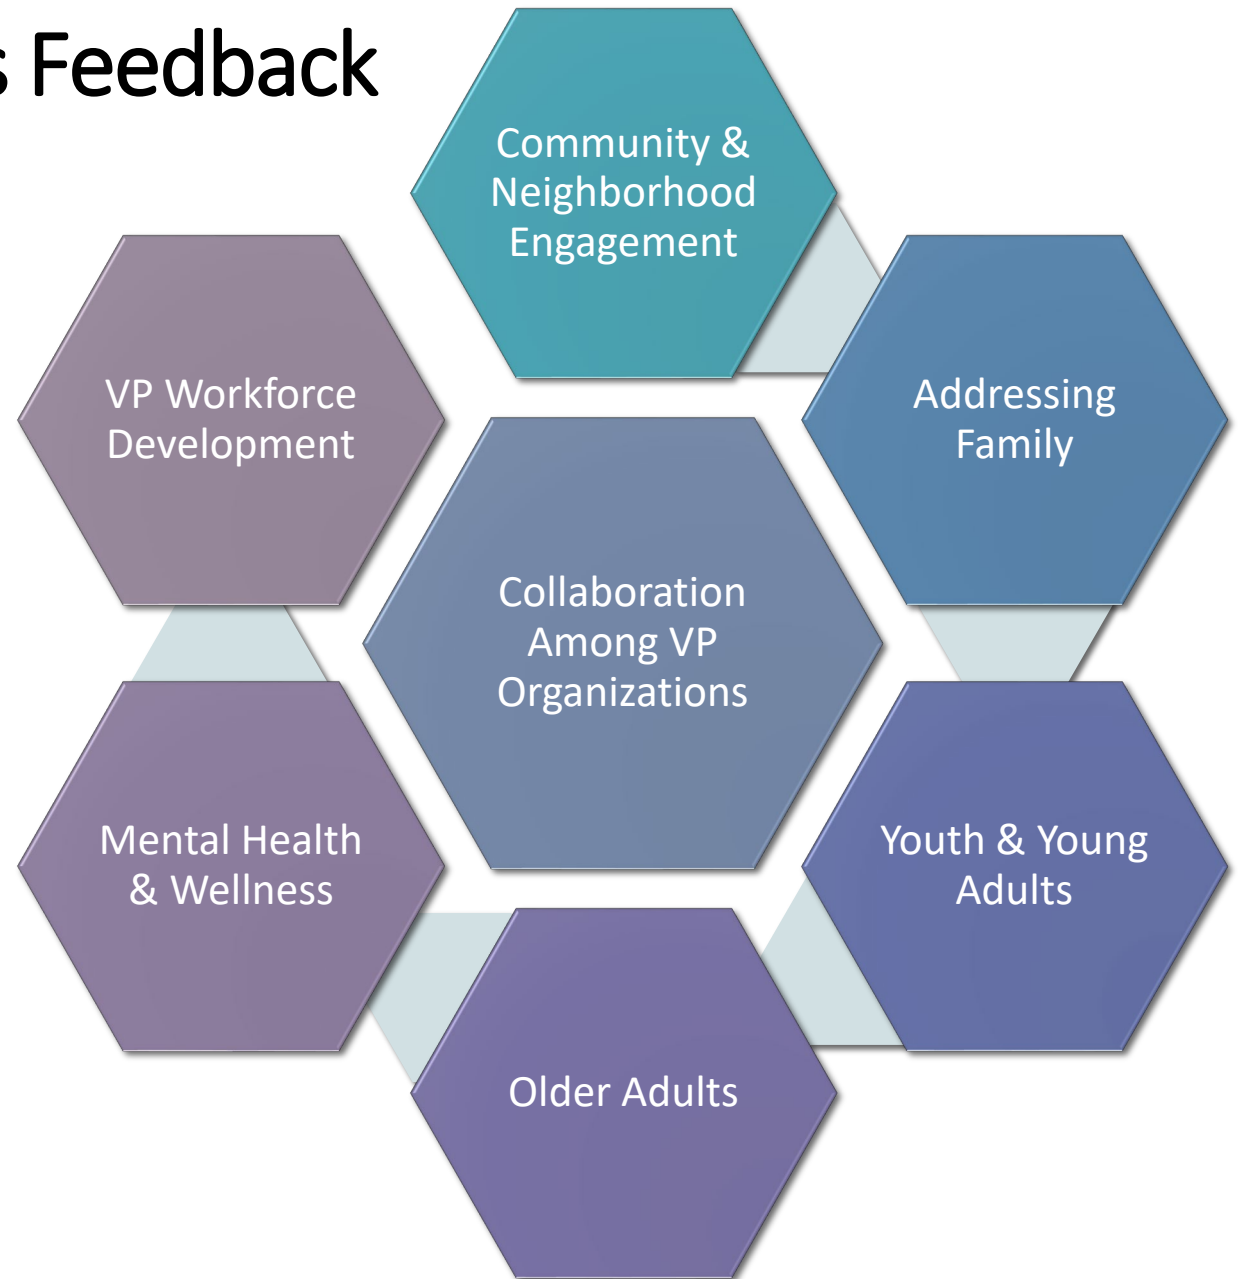 s Feedback
Community &
Neighborhood
Engagement
Addressing
Family
Youth & Young
Adults
Older Adults
Mental Health
& Wellness
VP Workforce
Development
Collaboration
Among VP
Organizations